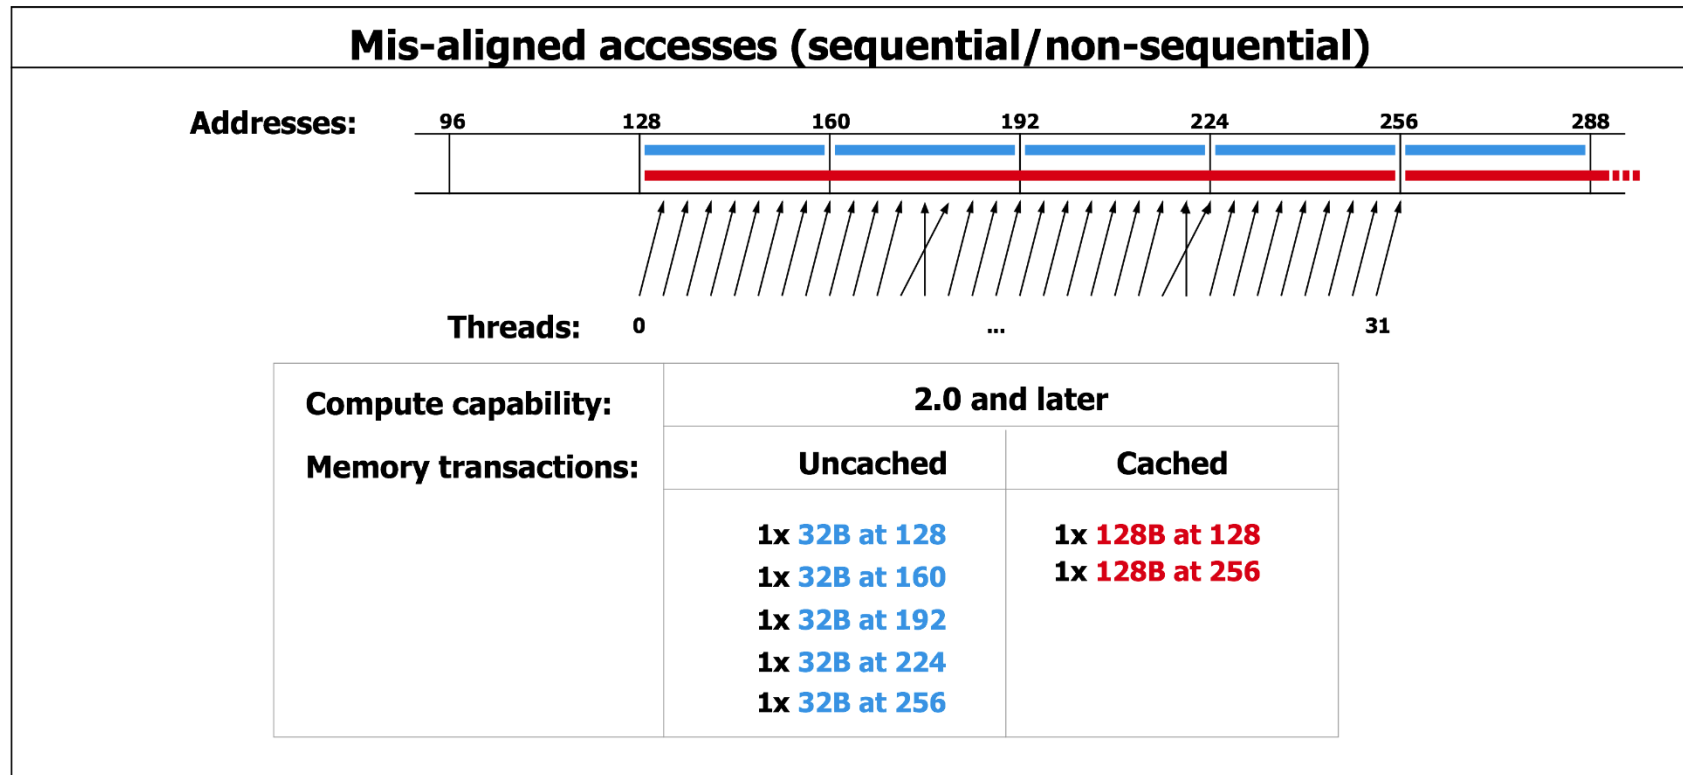 Mis-aligned accesses (sequential/non-sequential)
Addresses: 96 128 160 192 224 256 288
Threads: 0 ... 31
Compute capability: 2.0 and later
Memory transactions: Uncached Cached
1x 32B at 128 1x 128B at 128
1x 32B at 160 1x 128B at 256
1x 32B at 192
1x 32B at 224
1x 32B at 256